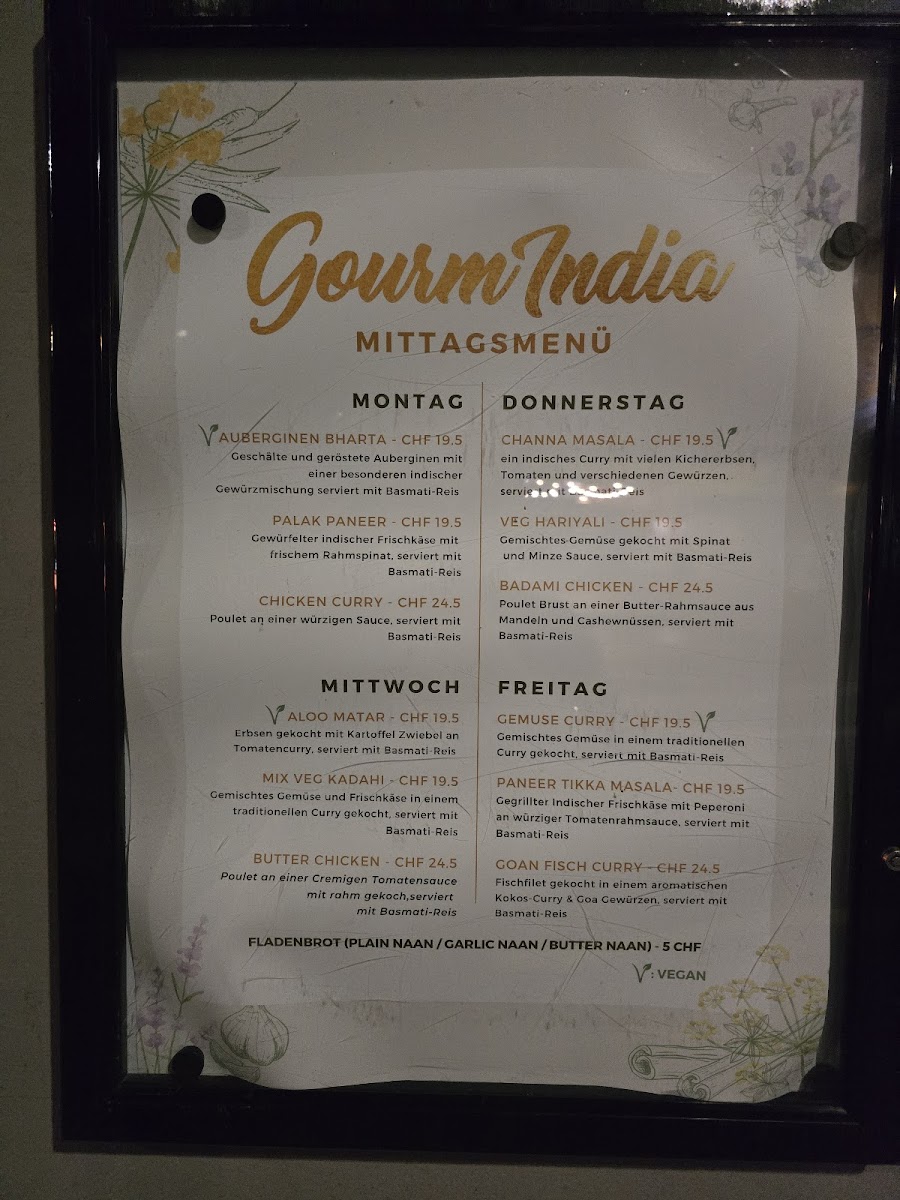 GourmIndia
MITTAGSMENÜ
MONTAG
AUBERGINEN BHARTA - CHF 19.5
Geschälte und geröstete Auberginen mit
einer besonderen indischer
Gewürzmischung serviert mit Basmati-Reis
PALAK PANEER - CHF 19.5
Gewürfelter indischer Frischkäse mit
frischem Rahmspinat, serviert mit
Basmati-Reis
CHICKEN CURRY - CHF 24.5
Poulet an einer würzigen Sauce, serviert mit
Basmati-Reis
MITTWOCH
ALOO MATAR - CHF 19.5
Erbsen gekocht mit Kartoffel Zwiebel an
Tomatencurry, serviert mit Basmati-Reis
MIX VEG KADAHI - CHF 19.5
Gemischtes Gemüse und Frischkäse in einem
traditionellen Curry gekocht, serviert mit
Basmati-Reis
BUTTER CHICKEN - CHF 24.5
Poulet an einer Cremigen Tomatensauce
mit rahm gekoch,serviert
mit Basmati-Reis
DONNERSTAG
CHANNA MASALA - CHF 19.5
ein indisches Curry mit vielen Kichererbsen,
Tomaten und verschiedenen Gewürzen,
serviert mit Basmati-Reis
VEG HARIYALI - CHF 19.5
Gemischtes-Gemüse gekocht mit Spinat
und Minze Sauce, serviert mit Basmati-Reis
BADAMI CHICKEN - CHF 24.5
Poulet Brust an einer Butter-Rahmsauce aus
Mandeln und Cashewnüssen, serviert mit
Basmati-Reis
FREITAG
GEMUSE CURRY - CHF 19.5
Gemischtes Gemüse in einem traditionellen
Curry gekocht, serviert mit Basmati-Reis
PANEER TIKKA MASALA- CHF 19.5
Gegrillter Indischer Frischkäse mit Peperoni
an würziger Tomatenrahmsauce, serviert mit
Basmati-Reis
GOAN FISCH CURRY - CHF 24.5
Fischfilet gekocht in einem aromatischen
Kokos-Curry & Goa Gewürzen, serviert mit
Basmati-Reis
FLADENBROT (PLAIN NAAN / GARLIC NAAN / BUTTER NAAN) - 5 CHF
: VEGAN